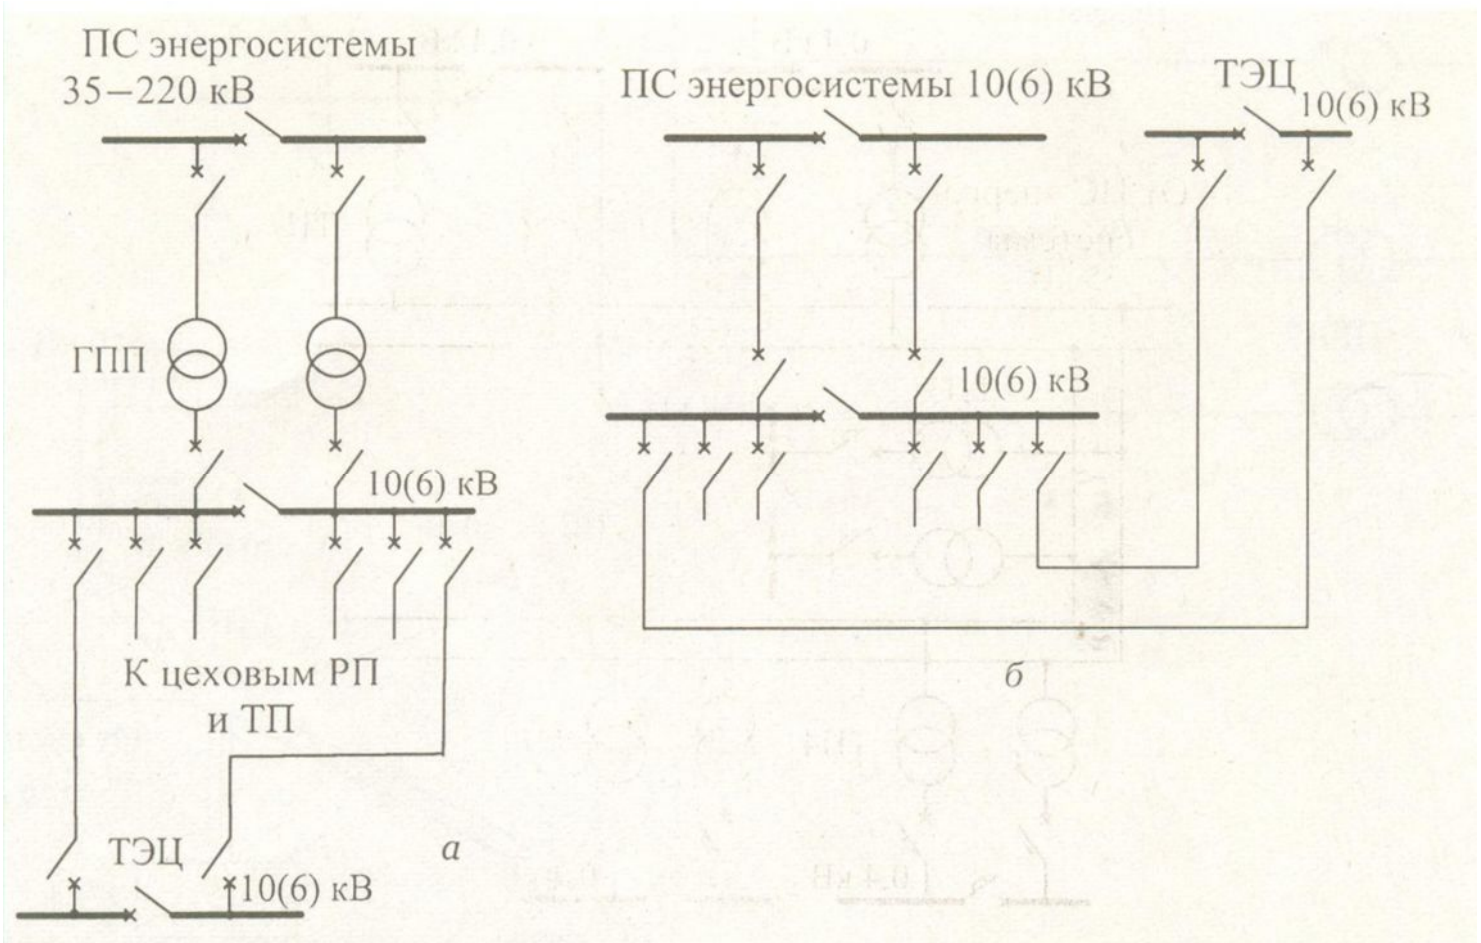 ПС энергосистемы
35–220 кВ
ГПП
10(6) кВ
К цеховым РП
и ТП
ТЭЦ
10(6) кВ
а
ПС энергосистемы 10(6) кВ
ТЭЦ
10(6) кВ
10(6) кВ
б